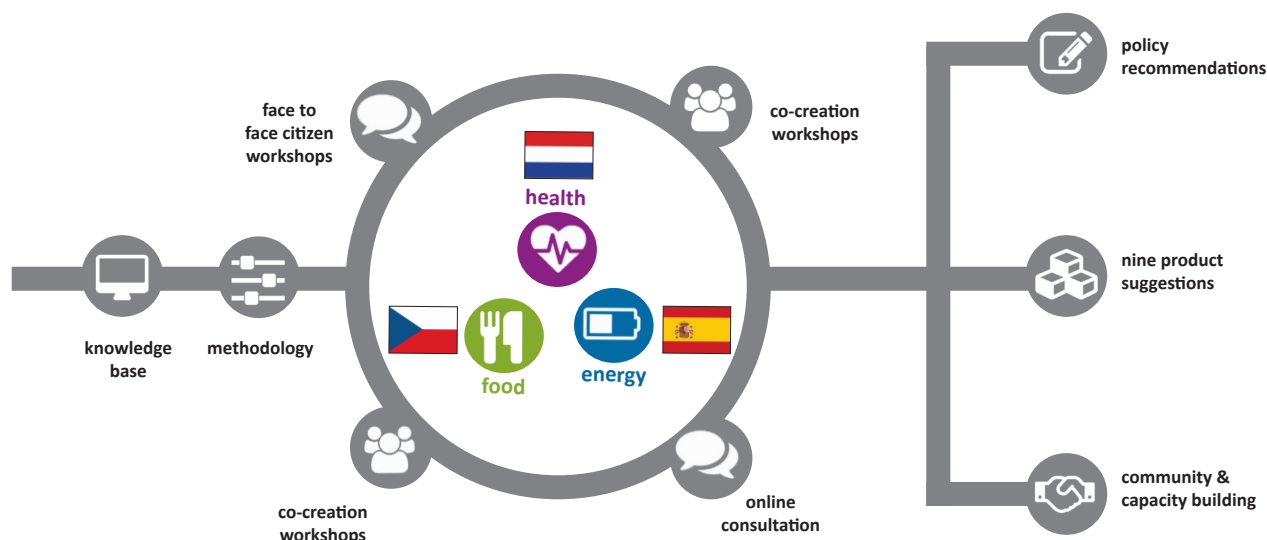 policy
recommendations
face to
face citizen
workshops
co-creation
workshops
health
nine product
suggestions
knowledge
base
methodology
food
energy
community &
capacity building
co-creation
workshops
online
consultation